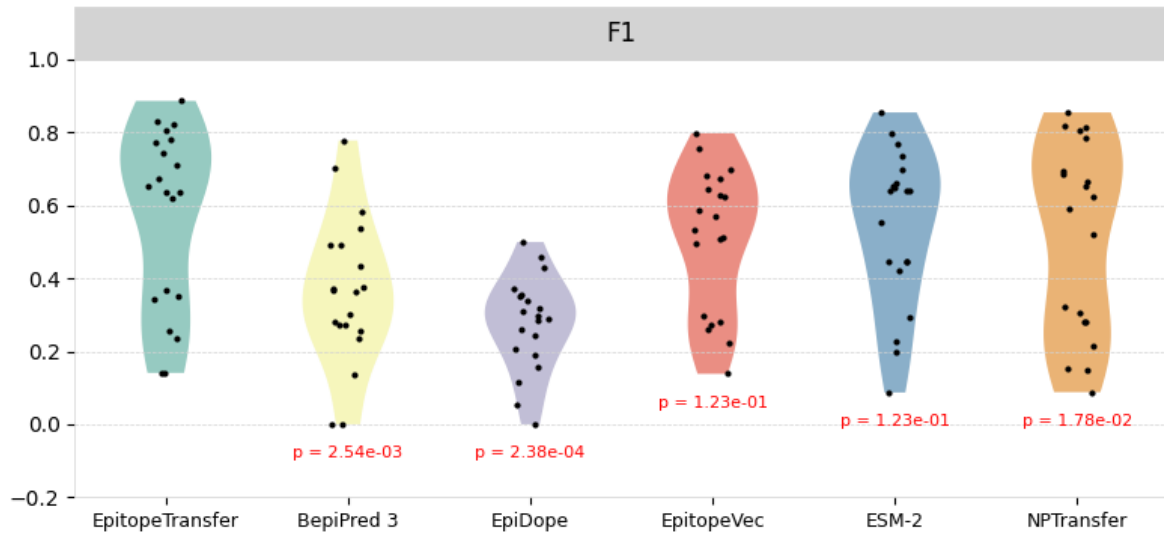 F1
1.0
0.8
0.6
0.4
0.2
0.0
−0.2
p = 2.54e-03
p = 2.38e-04
p = 1.23e-01
p = 1.23e-01
p = 1.78e-02
EpitopeTransfer
BepiPred 3
EpiDope
EpitopeVec
ESM-2
NPTransfer